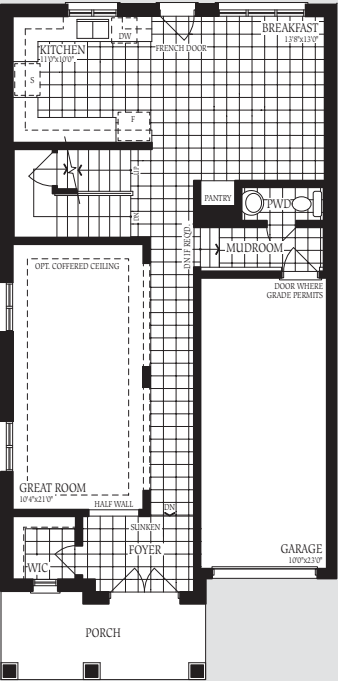 BREAKFAST
13'8"x13'0"
DW
FRENCH DOOR
KITCHEN
11'0"x10'0"
S
F
UP
DN
PANTRY
PWD
DN IF REQ'D.
MUDROOM
OPT. COFFERED CEILING
DOOR WHERE
GRADE PERMITS
GREAT ROOM
10'4"x21'0"
HALF WALL
DN
SUNKEN
FOYER
WIC
GARAGE
10'0"x23'0"
PORCH